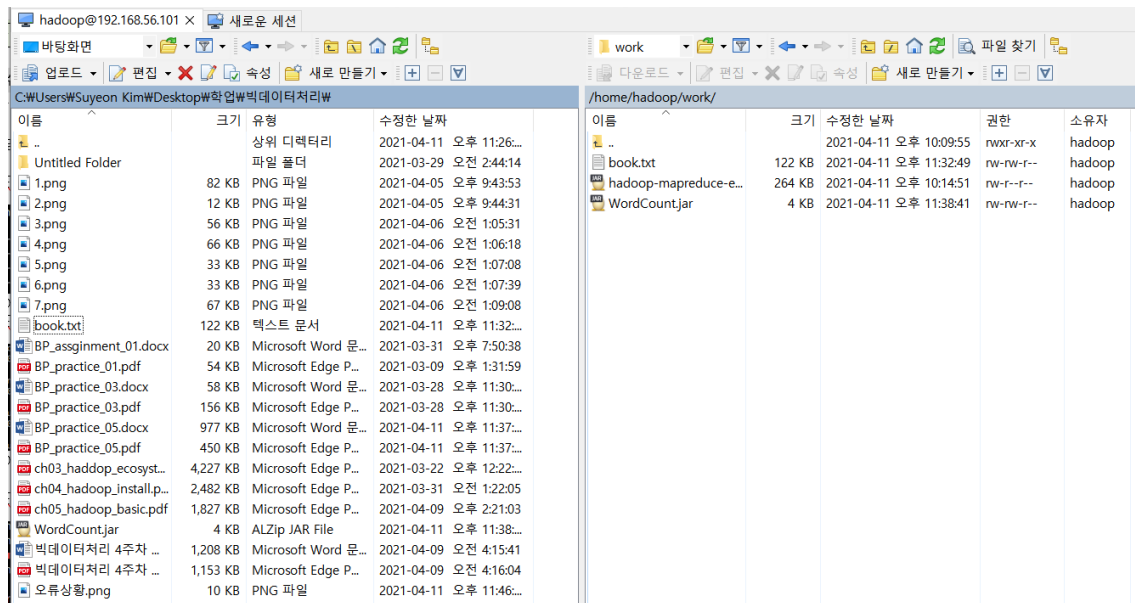 hadoop@192.168.56.101 × 새로운 세션
바탕화면
업로드 편집 속성 새로 만들기
C:₩Users₩Suyeon Kim₩Desktop₩학업₩빅데이터처리₩
이름 크기 유형 수정한 날짜
.. 상위 디렉터리 2021-04-11 오후 11:26:...
Untitled Folder 파일 폴더 2021-03-29 오전 2:44:14
1.png 82 KB PNG 파일 2021-04-05 오후 9:43:53
2.png 12 KB PNG 파일 2021-04-05 오후 9:44:31
3.png 56 KB PNG 파일 2021-04-06 오전 1:05:31
4.png 66 KB PNG 파일 2021-04-06 오전 1:06:18
5.png 33 KB PNG 파일 2021-04-06 오전 1:07:08
6.png 33 KB PNG 파일 2021-04-06 오전 1:07:39
7.png 67 KB PNG 파일 2021-04-06 오전 1:09:08
book.txt 122 KB 텍스트 문서 2021-04-11 오후 11:32:...
BP_assginment_01.docx 20 KB Microsoft Word 문... 2021-03-31 오후 7:50:38
BP_practice_01.pdf 54 KB Microsoft Edge P... 2021-03-09 오후 1:31:59
BP_practice_03.docx 58 KB Microsoft Word 문... 2021-03-28 오후 11:30:...
BP_practice_03.pdf 156 KB Microsoft Edge P... 2021-03-28 오후 11:30:...
BP_practice_05.docx 977 KB Microsoft Word 문... 2021-04-11 오후 11:37:...
BP_practice_05.pdf 450 KB Microsoft Edge P... 2021-04-11 오후 11:37:...
ch03_haddop_ecosyst... 4,227 KB Microsoft Edge P... 2021-03-22 오후 12:22:...
ch04_hadoop_install.p... 2,482 KB Microsoft Edge P... 2021-03-31 오전 1:22:05
ch05_hadoop_basic.pdf 1,827 KB Microsoft Edge P... 2021-04-09 오전 2:21:03
WordCount.jar 4 KB ALZip JAR File 2021-04-11 오후 11:38:...
빅데이터처리 4주차 ... 1,208 KB Microsoft Word 문... 2021-04-09 오전 4:15:41
빅데이터처리 4주차 ... 1,153 KB Microsoft Edge P... 2021-04-09 오전 4:16:04
오류상황.png 10 KB PNG 파일 2021-04-11 오후 11:46:...
work 파일 찾기
다운로드 편집 속성 새로 만들기
/home/hadoop/work/
이름 크기 수정한 날짜 권한 소유자
.. 2021-04-11 오후 10:09:55 rwxr-xr-x hadoop
book.txt 122 KB 2021-04-11 오후 11:32:49 rw-rw-r-- hadoop
hadoop-mapreduce-e... 264 KB 2021-04-11 오후 10:14:51 rw-r--r-- hadoop
WordCount.jar 4 KB 2021-04-11 오후 11:38:41 rw-rw-r-- hadoop